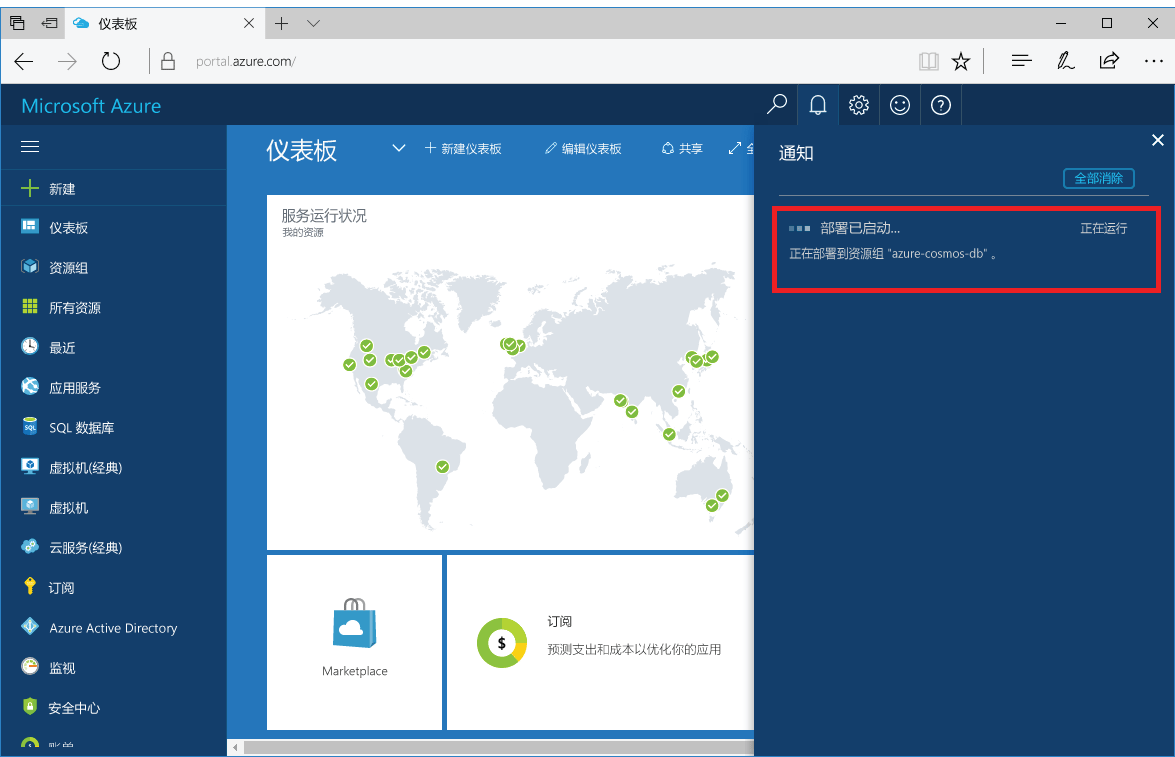 仪表板
portal.azure.com/
Microsoft Azure
仪表板
新建仪表板
编辑仪表板
共享
通知
全部消除
部署已启动...
正在运行
正在部署到资源组 "azure-cosmos-db" 。
新建
仪表板
资源组
所有资源
最近
应用服务
SQL 数据库
虚拟机(经典)
虚拟机
云服务(经典)
订阅
Azure Active Directory
监视
安全中心
服务运行状况
我的资源
Marketplace
$
订阅
预测支出和成本以优化你的应用